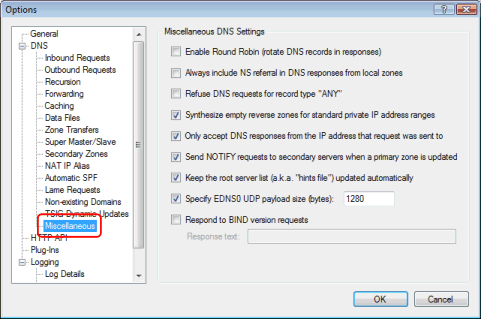 Options
General
DNS
Inbound Requests
Outbound Requests
Recursion
Forwarding
Caching
Data Files
Zone Transfers
Super Master/Slave
Secondary Zones
NAT IP Alias
Automatic SPF
Lame Requests
Non-existing Domains
TSIG Dynamic Updates
Miscellaneous
HTTP API
Plug-Ins
Logging
Log Details
Miscellaneous DNS Settings
Enable Round Robin (rotate DNS records in responses)
Always include NS referral in DNS responses from local zones
Refuse DNS requests for record type "ANY"
Synthesize empty reverse zones for standard private IP address ranges
Only accept DNS responses from the IP address that request was sent to
Send NOTIFY requests to secondary servers when a primary zone is updated
Keep the root server list (a.k.a. "hints file") updated automatically
Specify EDNS0 UDP payload size (bytes): 1280
Respond to BIND version requests
Response text:
OK Cancel